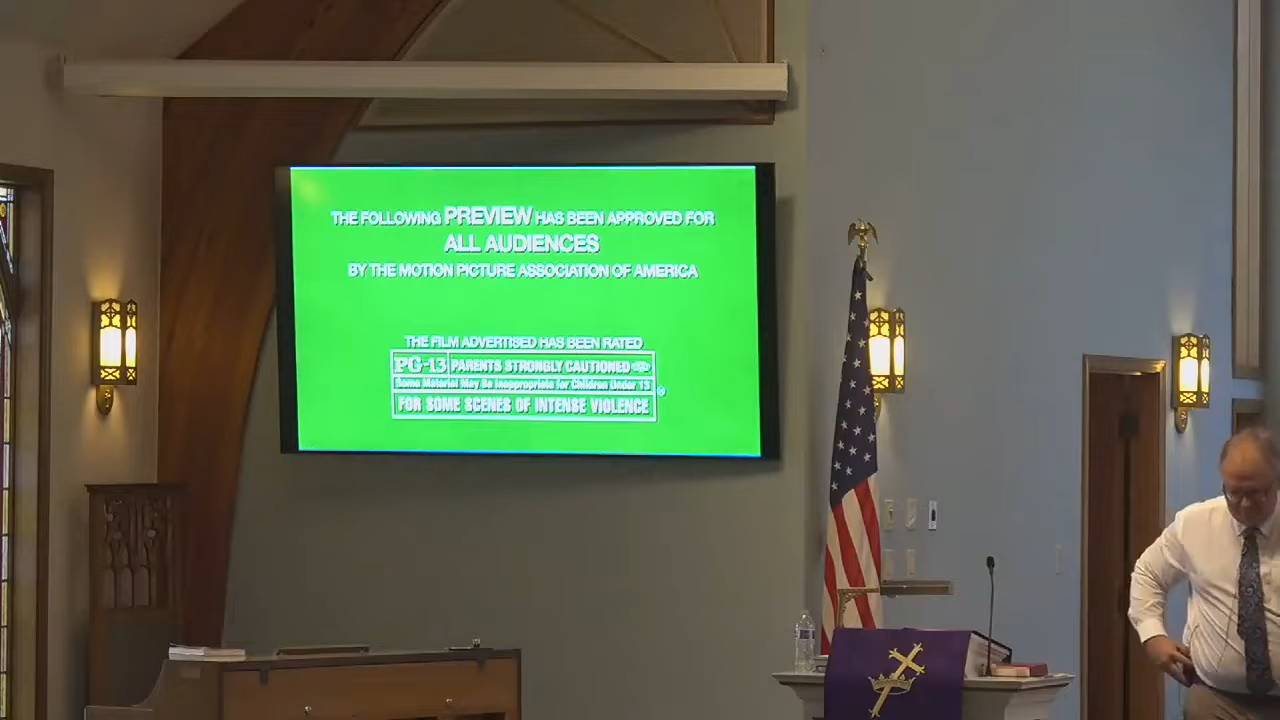 THE FOLLOWING PREVIEW HAS BEEN APPROVED FOR
ALL AUDIENCES
BY THE MOTION PICTURE ASSOCIATION OF AMERICA
THE FILM ADVERTISED HAS BEEN RATED
PG-13 PARENTS STRONGLY CAUTIONED
Some Material May Be Inappropriate for Children Under 13
FOR SOME SCENES OF INTENSE VIOLENCE